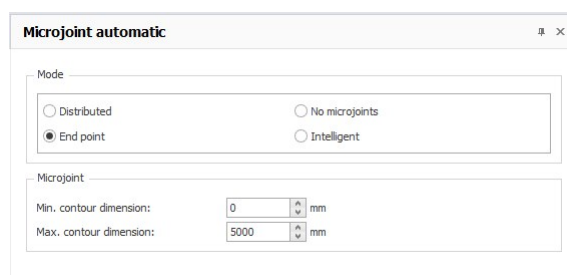 Microjoint automatic
Mode
Distributed
No microjoints
End point
Intelligent
Microjoint
Min. contour dimension: 0 mm
Max. contour dimension: 5000 mm